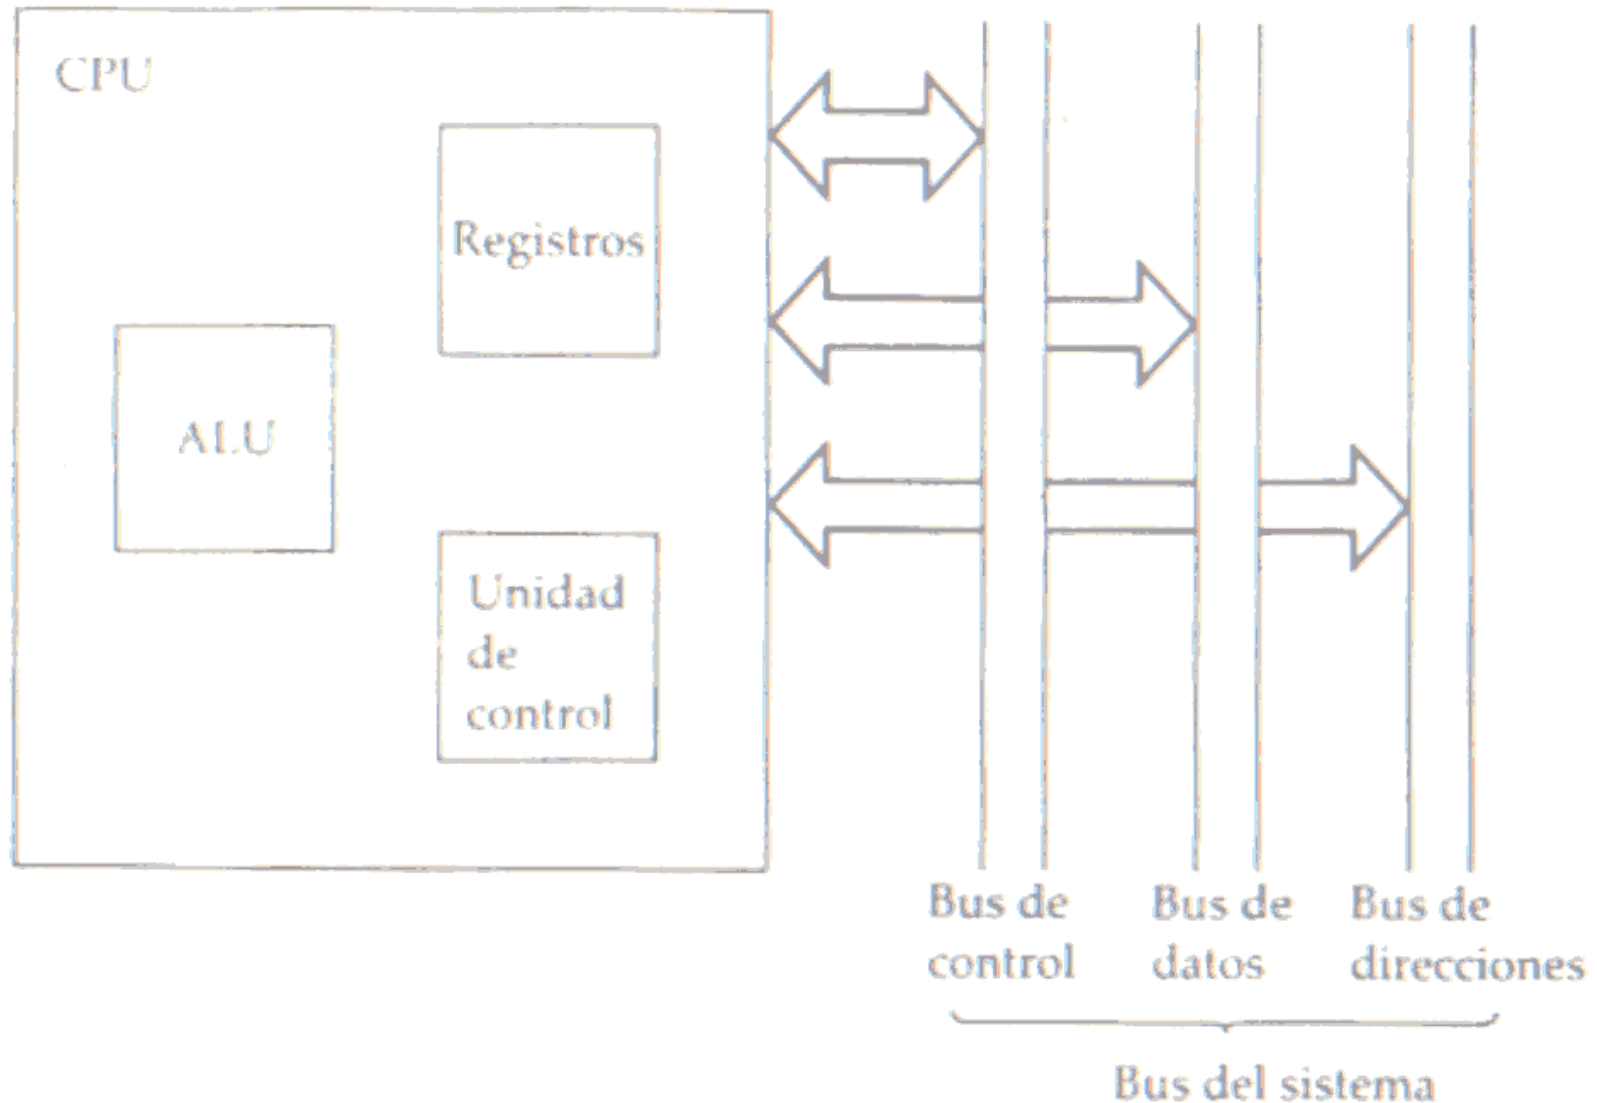 CPU
Registros
ALU
Unidad
de
control
Bus de
control
Bus de
datos
Bus de
direcciones
Bus del sistema